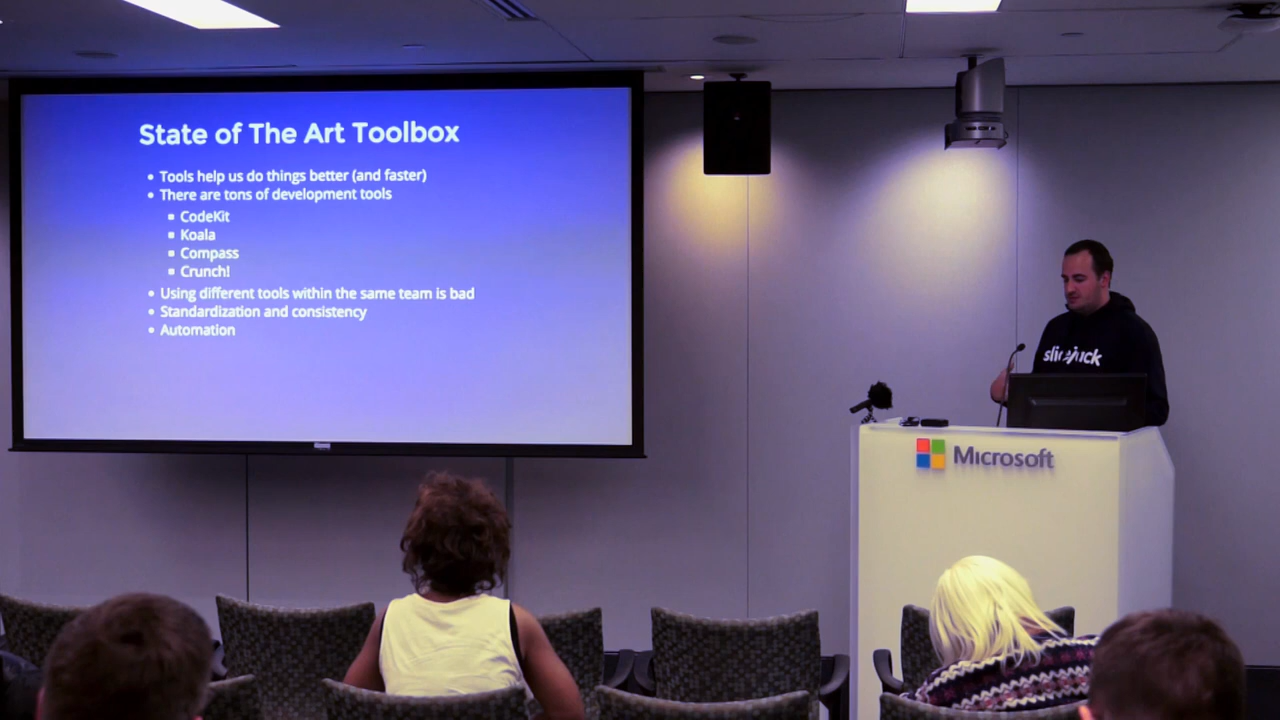 State of The Art Toolbox
• Tools help us do things better (and faster)
• There are tons of development tools
▪ CodeKit
▪ Koala
▪ Compass
▪ Crunch!
• Using different tools within the same team is bad
• Standardization and consistency
• Automation
Microsoft